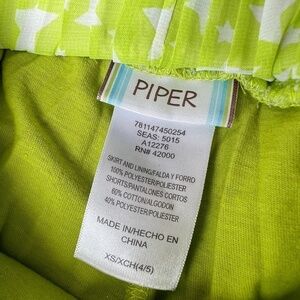 PIPER
781147450254
SEAS: 5015
A12276
RN# 42000
SKIRT AND LINING/FALDA Y FORRO
100% POLYESTER/POLIESTER
SHORTS/PANTALONES CORTOS
60% COTTON/ALGODON
40% POLYESTER/POLIESTER
MADE IN/HECHO EN
CHINA
XS/XCH(4/5)